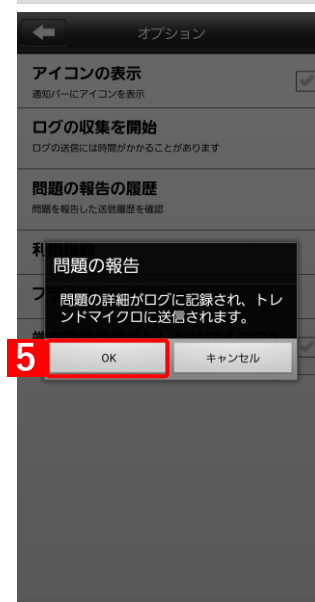 オプション
アイコンの表示
通知バーにアイコンを表示
ログの収集を開始
ログの送信には時間がかかることがあります
問題の報告の履歴
問題を報告した送信履歴を確認
問題の報告
問題の詳細がログに記録され、トレ
ンドマイクロに送信されます。
5
OK
キャンセル